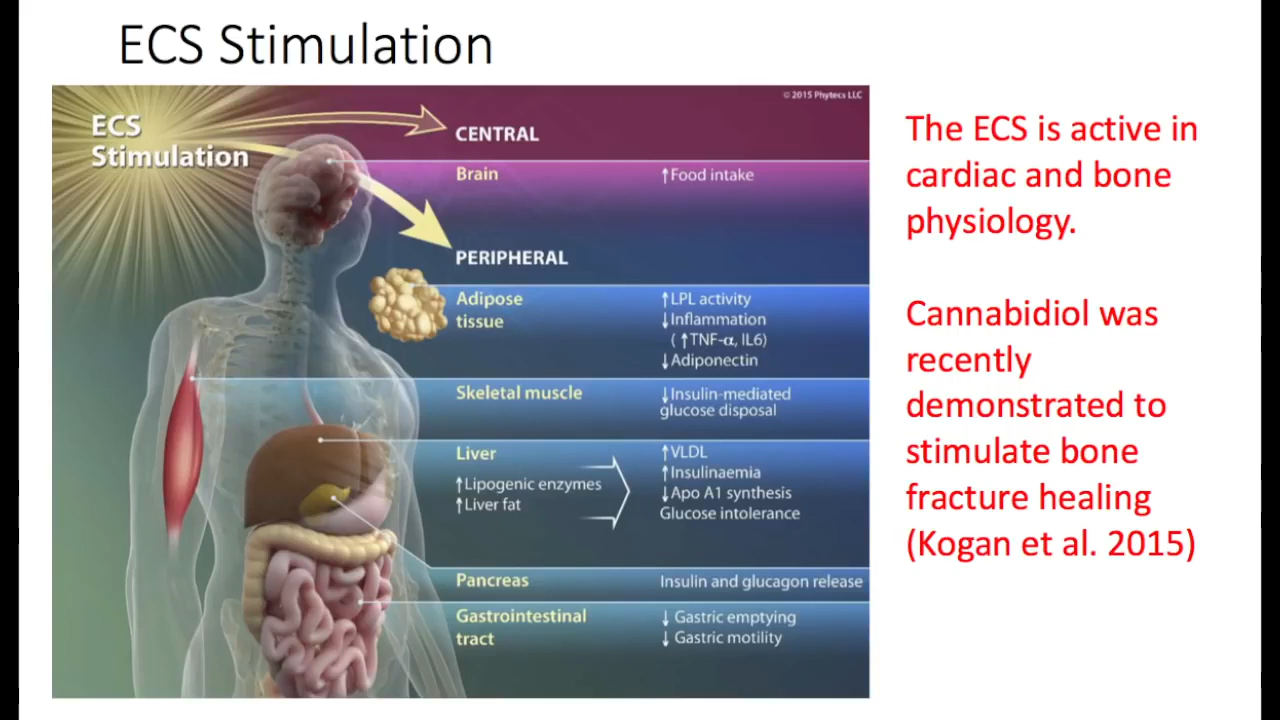 ECS Stimulation
© 2015 Phytecs LLC
ECS
Stimulation
CENTRAL
Brain
↑Food intake
PERIPHERAL
Adipose
tissue
↑LPL activity
↓Inflammation
( ↑TNF-α, IL6)
↓Adiponectin
Skeletal muscle
↓Insulin-mediated
glucose disposal
Liver
↑Lipogenic enzymes
↑Liver fat
↑VLDL
↑Insulinaemia
↓Apo A1 synthesis
Glucose intolerance
Pancreas
Insulin and glucagon release
Gastrointestinal
tract
↓ Gastric emptying
↓ Gastric motility
The ECS is active in
cardiac and bone
physiology.
Cannabidiol was
recently
demonstrated to
stimulate bone
fracture healing
(Kogan et al. 2015)